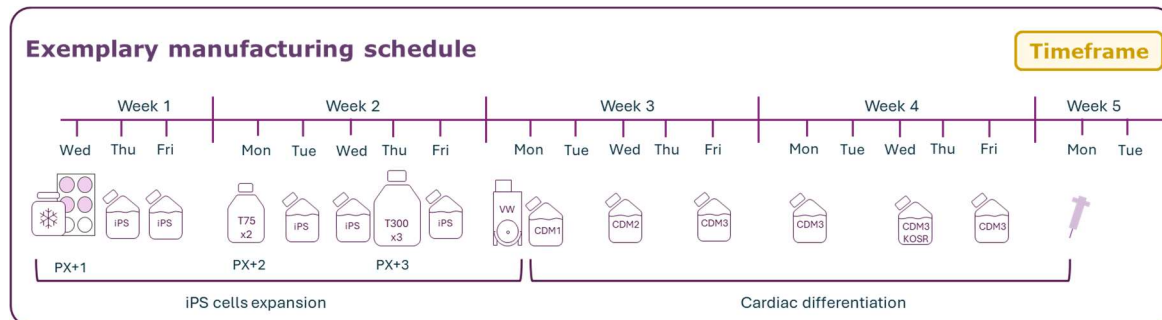 Exemplary manufacturing schedule
Timeframe
Week 1 Week 2 Week 3 Week 4 Week 5
Wed Thu Fri Mon Tue Wed Thu Fri Mon Tue Wed Thu Fri Mon Tue Wed Thu Fri Mon Tue
iPS iPS T75 x2 iPS iPS T300 x3 iPS VW CDM1 CDM2 CDM3 CDM3 CDM3 KOSR CDM3
PX+1 PX+2 PX+3
iPS cells expansion Cardiac differentiation